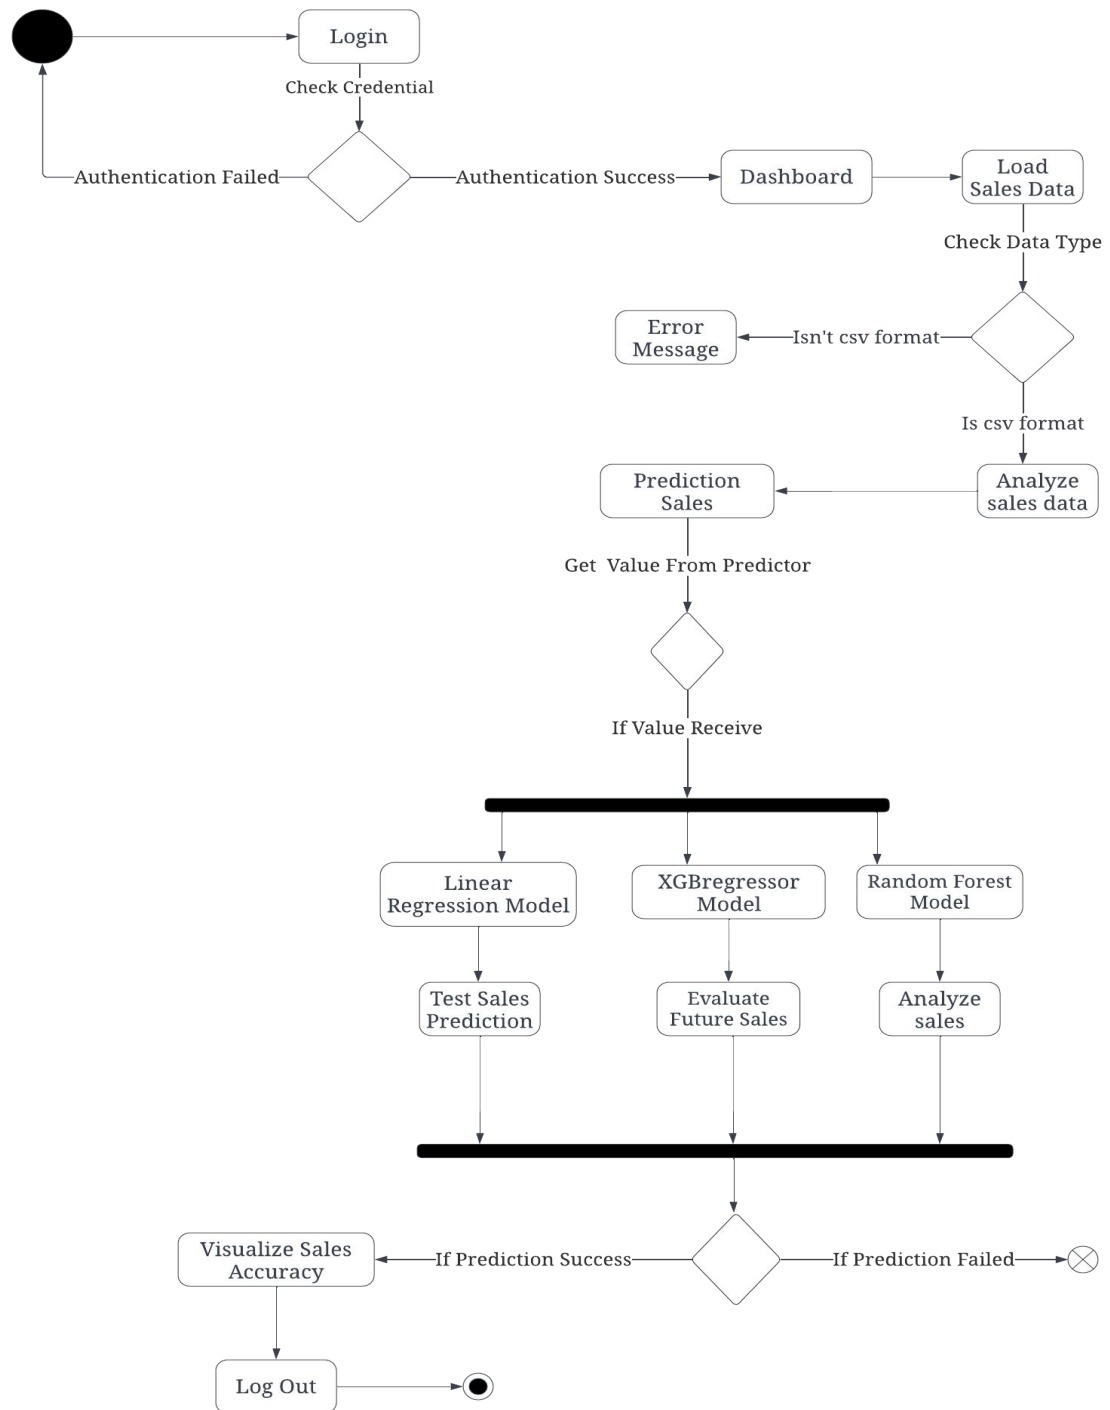 Login
Check Credential
Authentication Failed
Authentication Success
Dashboard
Load
Sales Data
Check Data Type
Error
Message
Isn't csv format
Is csv format
Prediction
Sales
Analyze
sales data
Get  Value From Predictor
If Value Receive
Linear
Regression Model
XGBregressor
Model
Random Forest
Model
Test Sales
Prediction
Evaluate
Future Sales
Analyze
sales
Visualize Sales
Accuracy
If Prediction Success
If Prediction Failed
Log Out